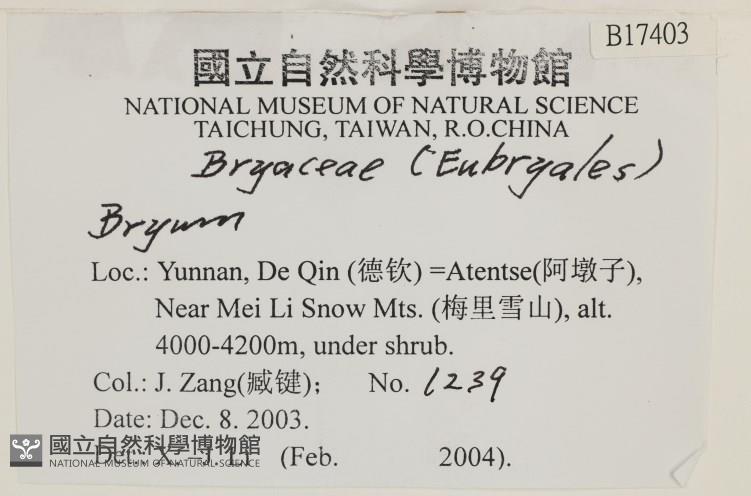 B17403
國立自然科學博物館
NATIONAL MUSEUM OF NATURAL SCIENCE
TAICHUNG, TAIWAN, R.O.CHINA
Bryaceae (Eubryales)
Bryum
Loc.: Yunnan, De Qin (德钦) =Atentse(阿墩子),
Near Mei Li Snow Mts. (梅里雪山), alt.
4000-4200m, under shrub.
Col.: J. Zang(臧键); No. 1239
Date: Dec. 8. 2003.
國立自然科學博物館
NATIONAL MUSEUM OF NATURAL SCIENCE
Det. X. J. Li (Feb. 2004).